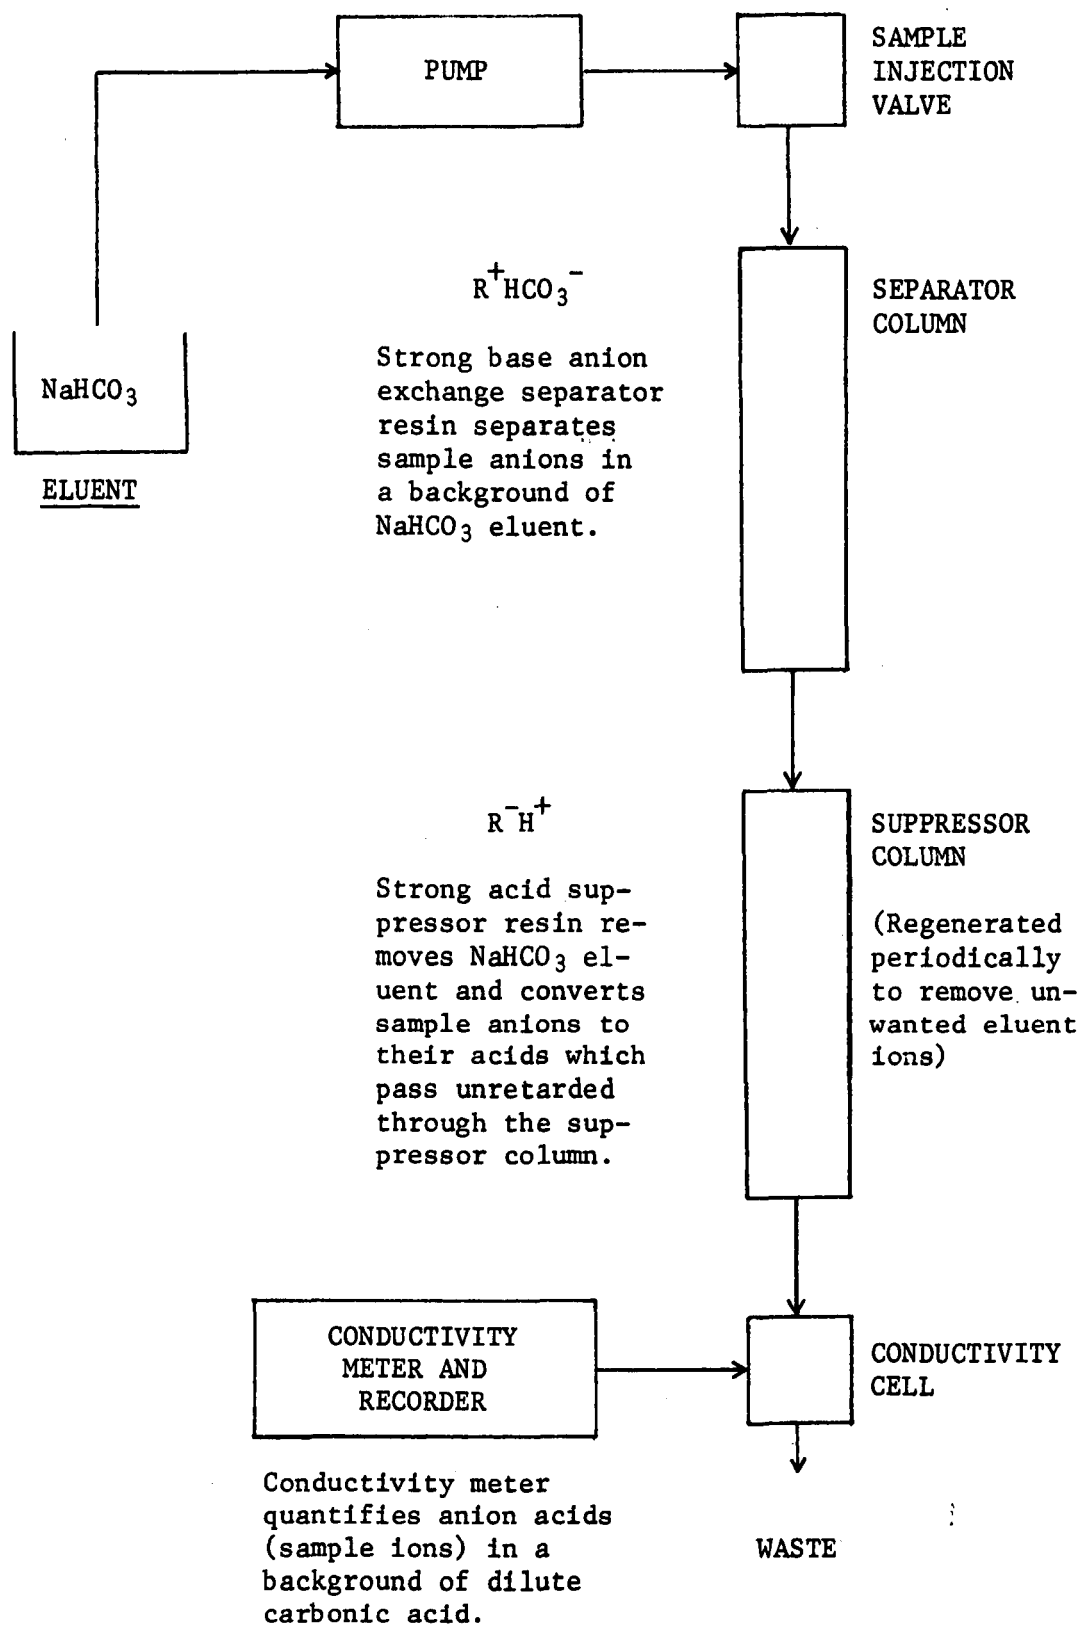 PUMP
SAMPLE
INJECTION
VALVE
NaHCO₃
ELUENT
R⁺HCO₃⁻
Strong base anion
exchange separator
resin separates
sample anions in
a background of
NaHCO₃ eluent.
SEPARATOR
COLUMN
R⁻H⁺
Strong acid sup-
pressor resin re-
moves NaHCO₃ el-
uent and converts
sample anions to
their acids which
pass unretarded
through the sup-
pressor column.
SUPPRESSOR
COLUMN
(Regenerated
periodically
to remove un-
wanted eluent
ions)
CONDUCTIVITY
METER AND
RECORDER
CONDUCTIVITY
CELL
Conductivity meter
quantifies anion acids
(sample ions) in a
background of dilute
carbonic acid.
WASTE